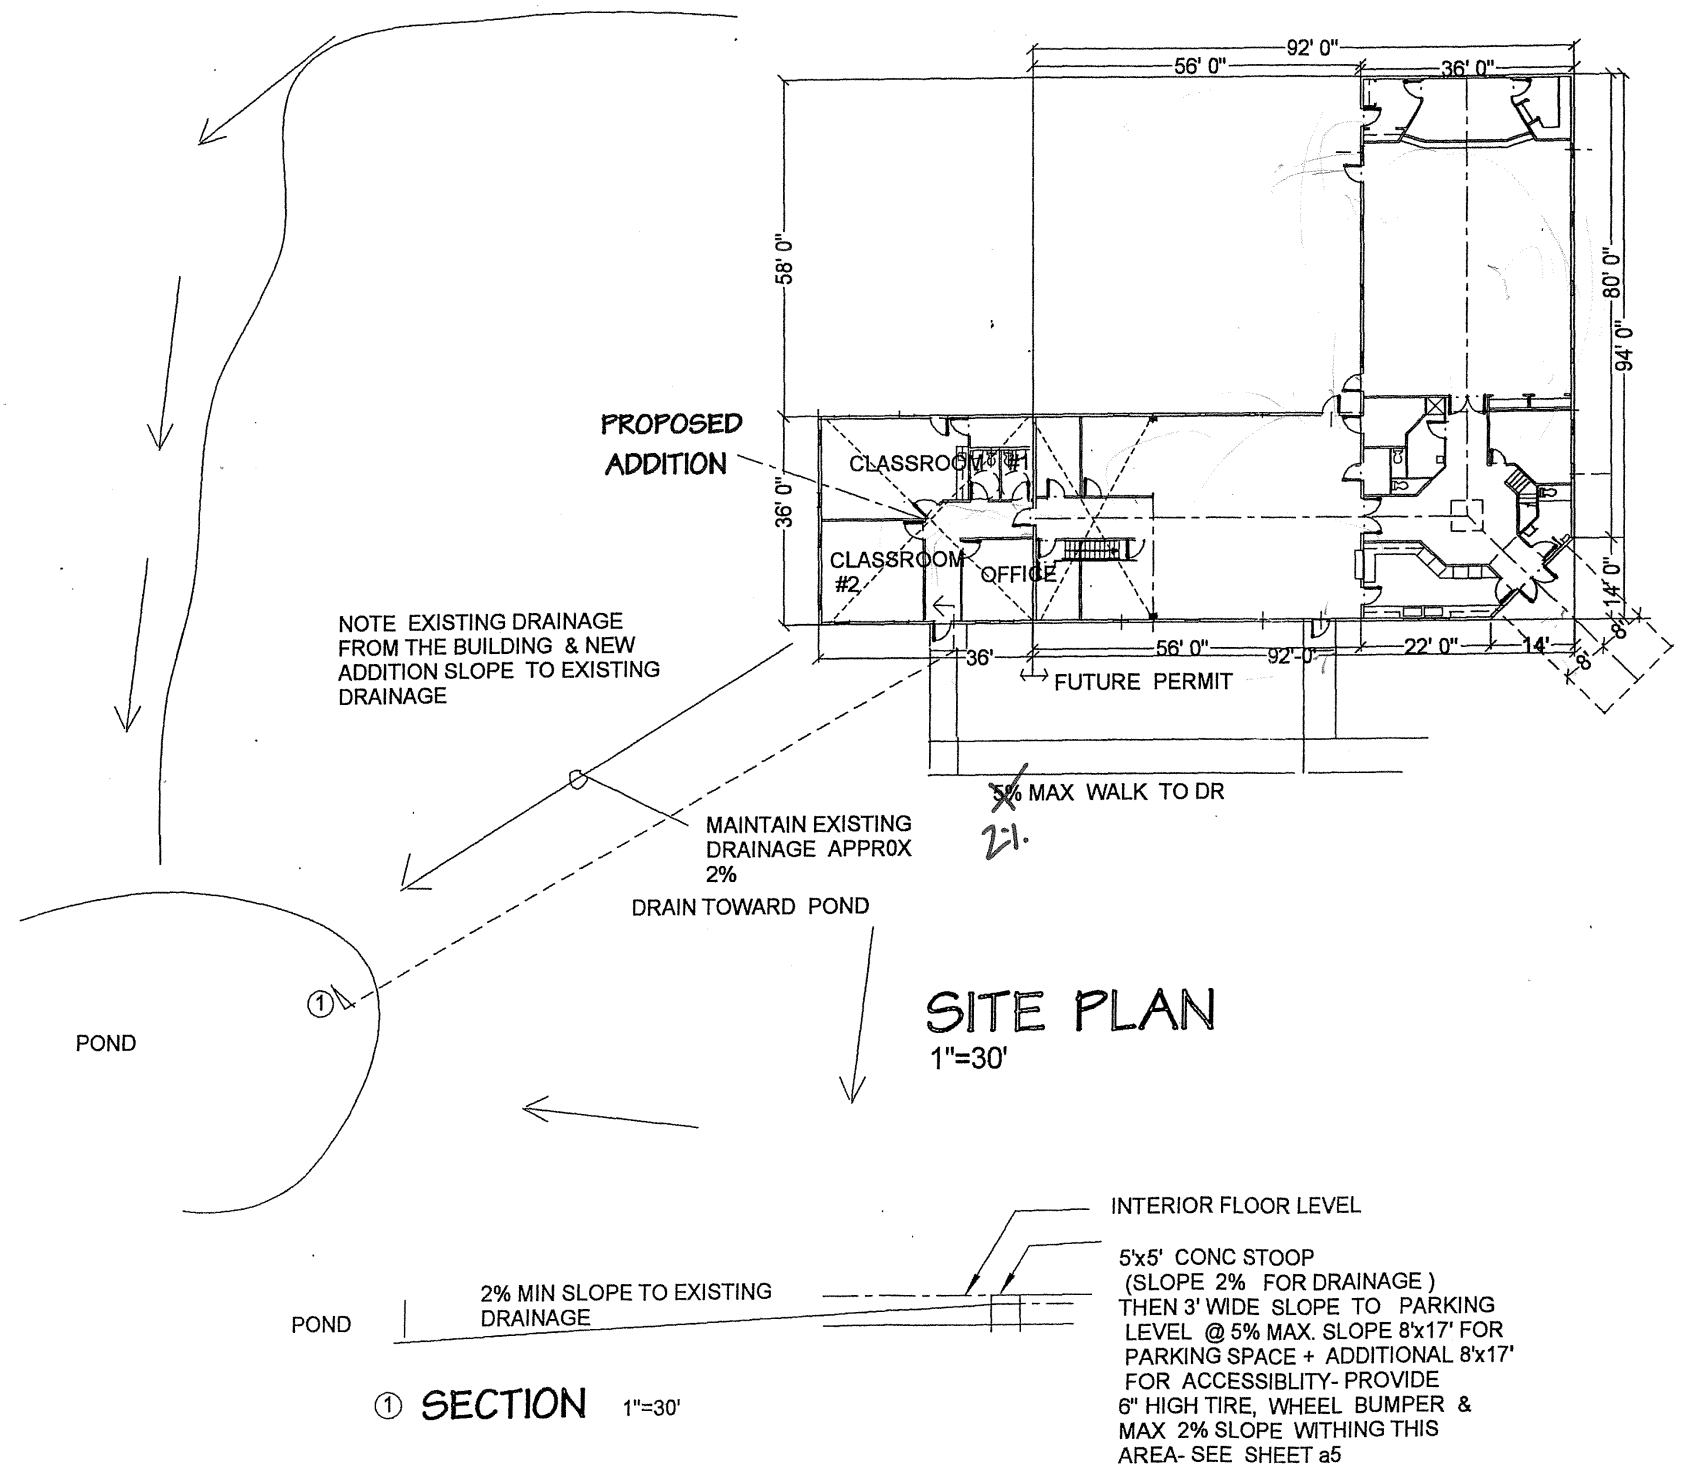 92' 0"
56' 0"
36' 0"
58' 0"
80' 0"
94' 0"
PROPOSED
ADDITION
36' 0"
CLASSROOM #1
CLASSROOM
#2
OFFICE
14' 0"
8'
8'
36'
56' 0"
92'-0"
22' 0"
14'
FUTURE PERMIT
NOTE EXISTING DRAINAGE
FROM THE BUILDING & NEW
ADDITION SLOPE TO EXISTING
DRAINAGE
5% MAX WALK TO DR
2%
MAINTAIN EXISTING
DRAINAGE APPR0X
2%
DRAIN TOWARD POND
1
POND
SITE PLAN
1"=30'
INTERIOR FLOOR LEVEL
5'x5' CONC STOOP
(SLOPE 2% FOR DRAINAGE )
THEN 3' WIDE SLOPE TO PARKING
LEVEL @ 5% MAX. SLOPE 8'x17' FOR
PARKING SPACE + ADDITIONAL 8'x17'
FOR ACCESSIBLITY- PROVIDE
6" HIGH TIRE, WHEEL BUMPER &
MAX 2% SLOPE WITHING THIS
AREA- SEE SHEET a5
2% MIN SLOPE TO EXISTING
DRAINAGE
POND
1 SECTION 1"=30'